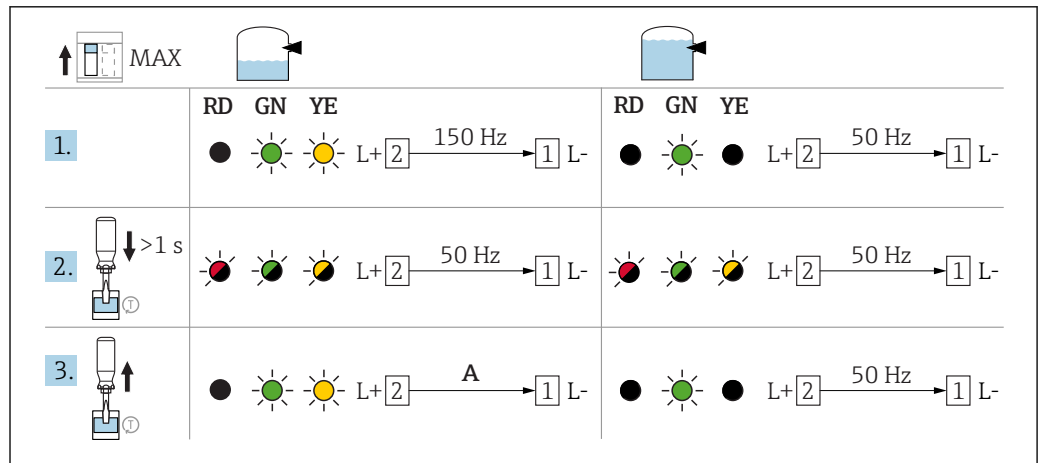 MAX
RD GN YE RD GN YE
1. L+ 2 150 Hz 1 L- L+ 2 50 Hz 1 L-
2. >1 s T L+ 2 50 Hz 1 L- L+ 2 50 Hz 1 L-
3. T L+ 2 A 1 L- L+ 2 50 Hz 1 L-